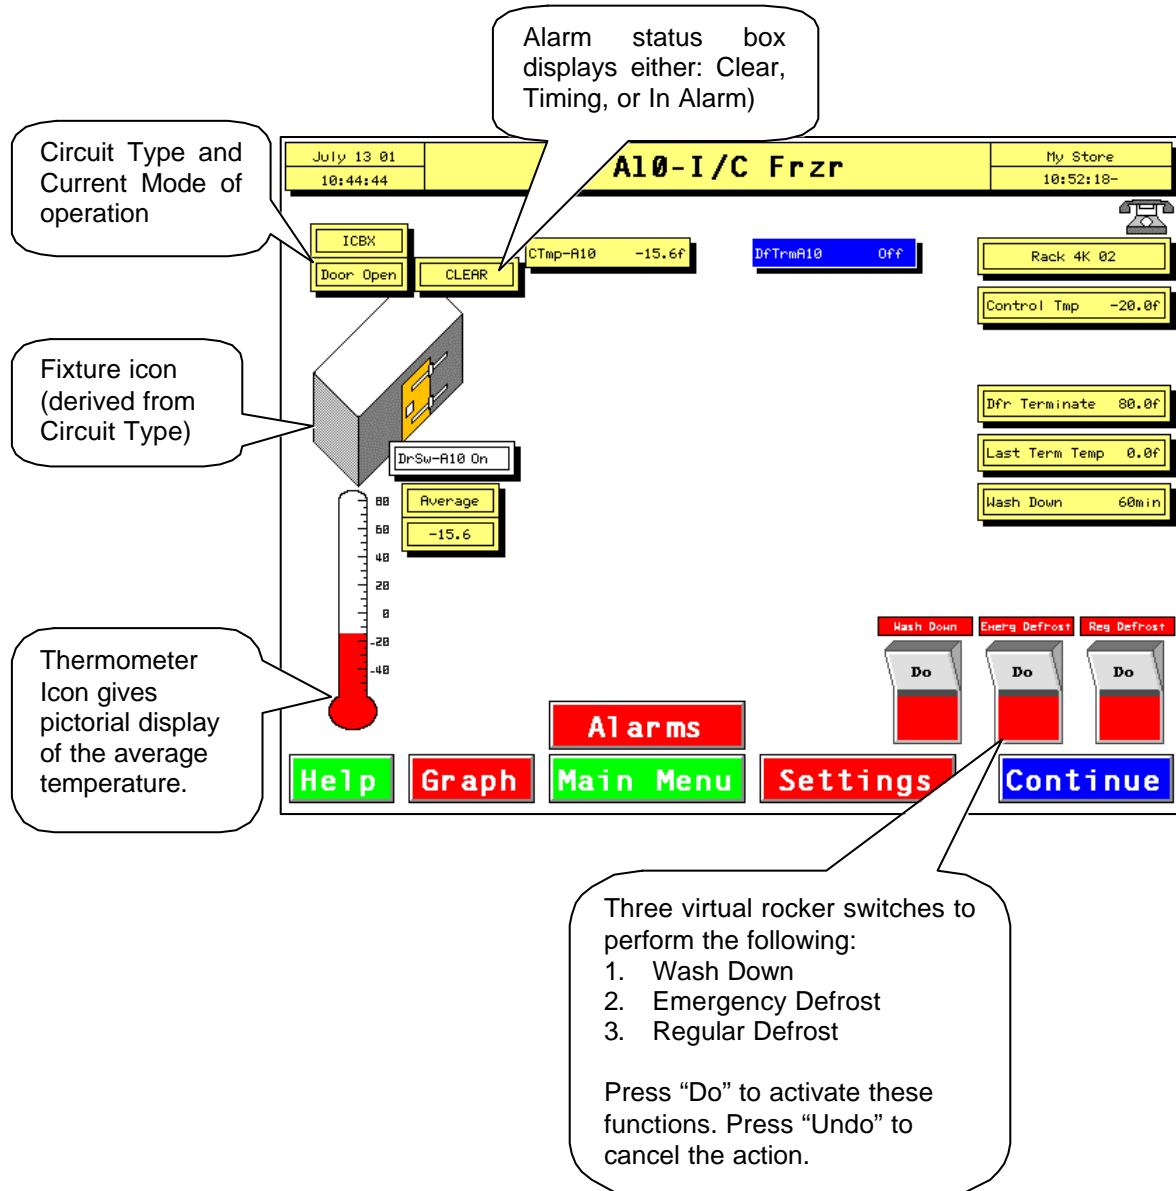 Alarm status box
displays either: Clear,
Timing, or In Alarm)
Circuit Type and
Current Mode of
operation
July 13 01
10:44:44
A10-I/C Frzr
My Store
10:52:18-
ICBX
Door Open
CLEAR
CTmp-A10 -15.6f
DfTrmA10 Off
Rack 4K 02
Control Tmp -20.0f
Fixture icon
(derived from
Circuit Type)
Dfr Terminate 80.0f
DrSw-A10 On
Last Term Temp 0.0f
Average
-15.6
Wash Down 60min
80
60
40
20
0
-20
-40
Thermometer
Icon gives
pictorial display
of the average
temperature.
Wash Down
Emerg Defrost
Reg Defrost
Do
Do
Do
Alarms
Help
Graph
Main Menu
Settings
Continue
Three virtual rocker switches to
perform the following:
1. Wash Down
2. Emergency Defrost
3. Regular Defrost
Press “Do” to activate these
functions. Press “Undo” to
cancel the action.